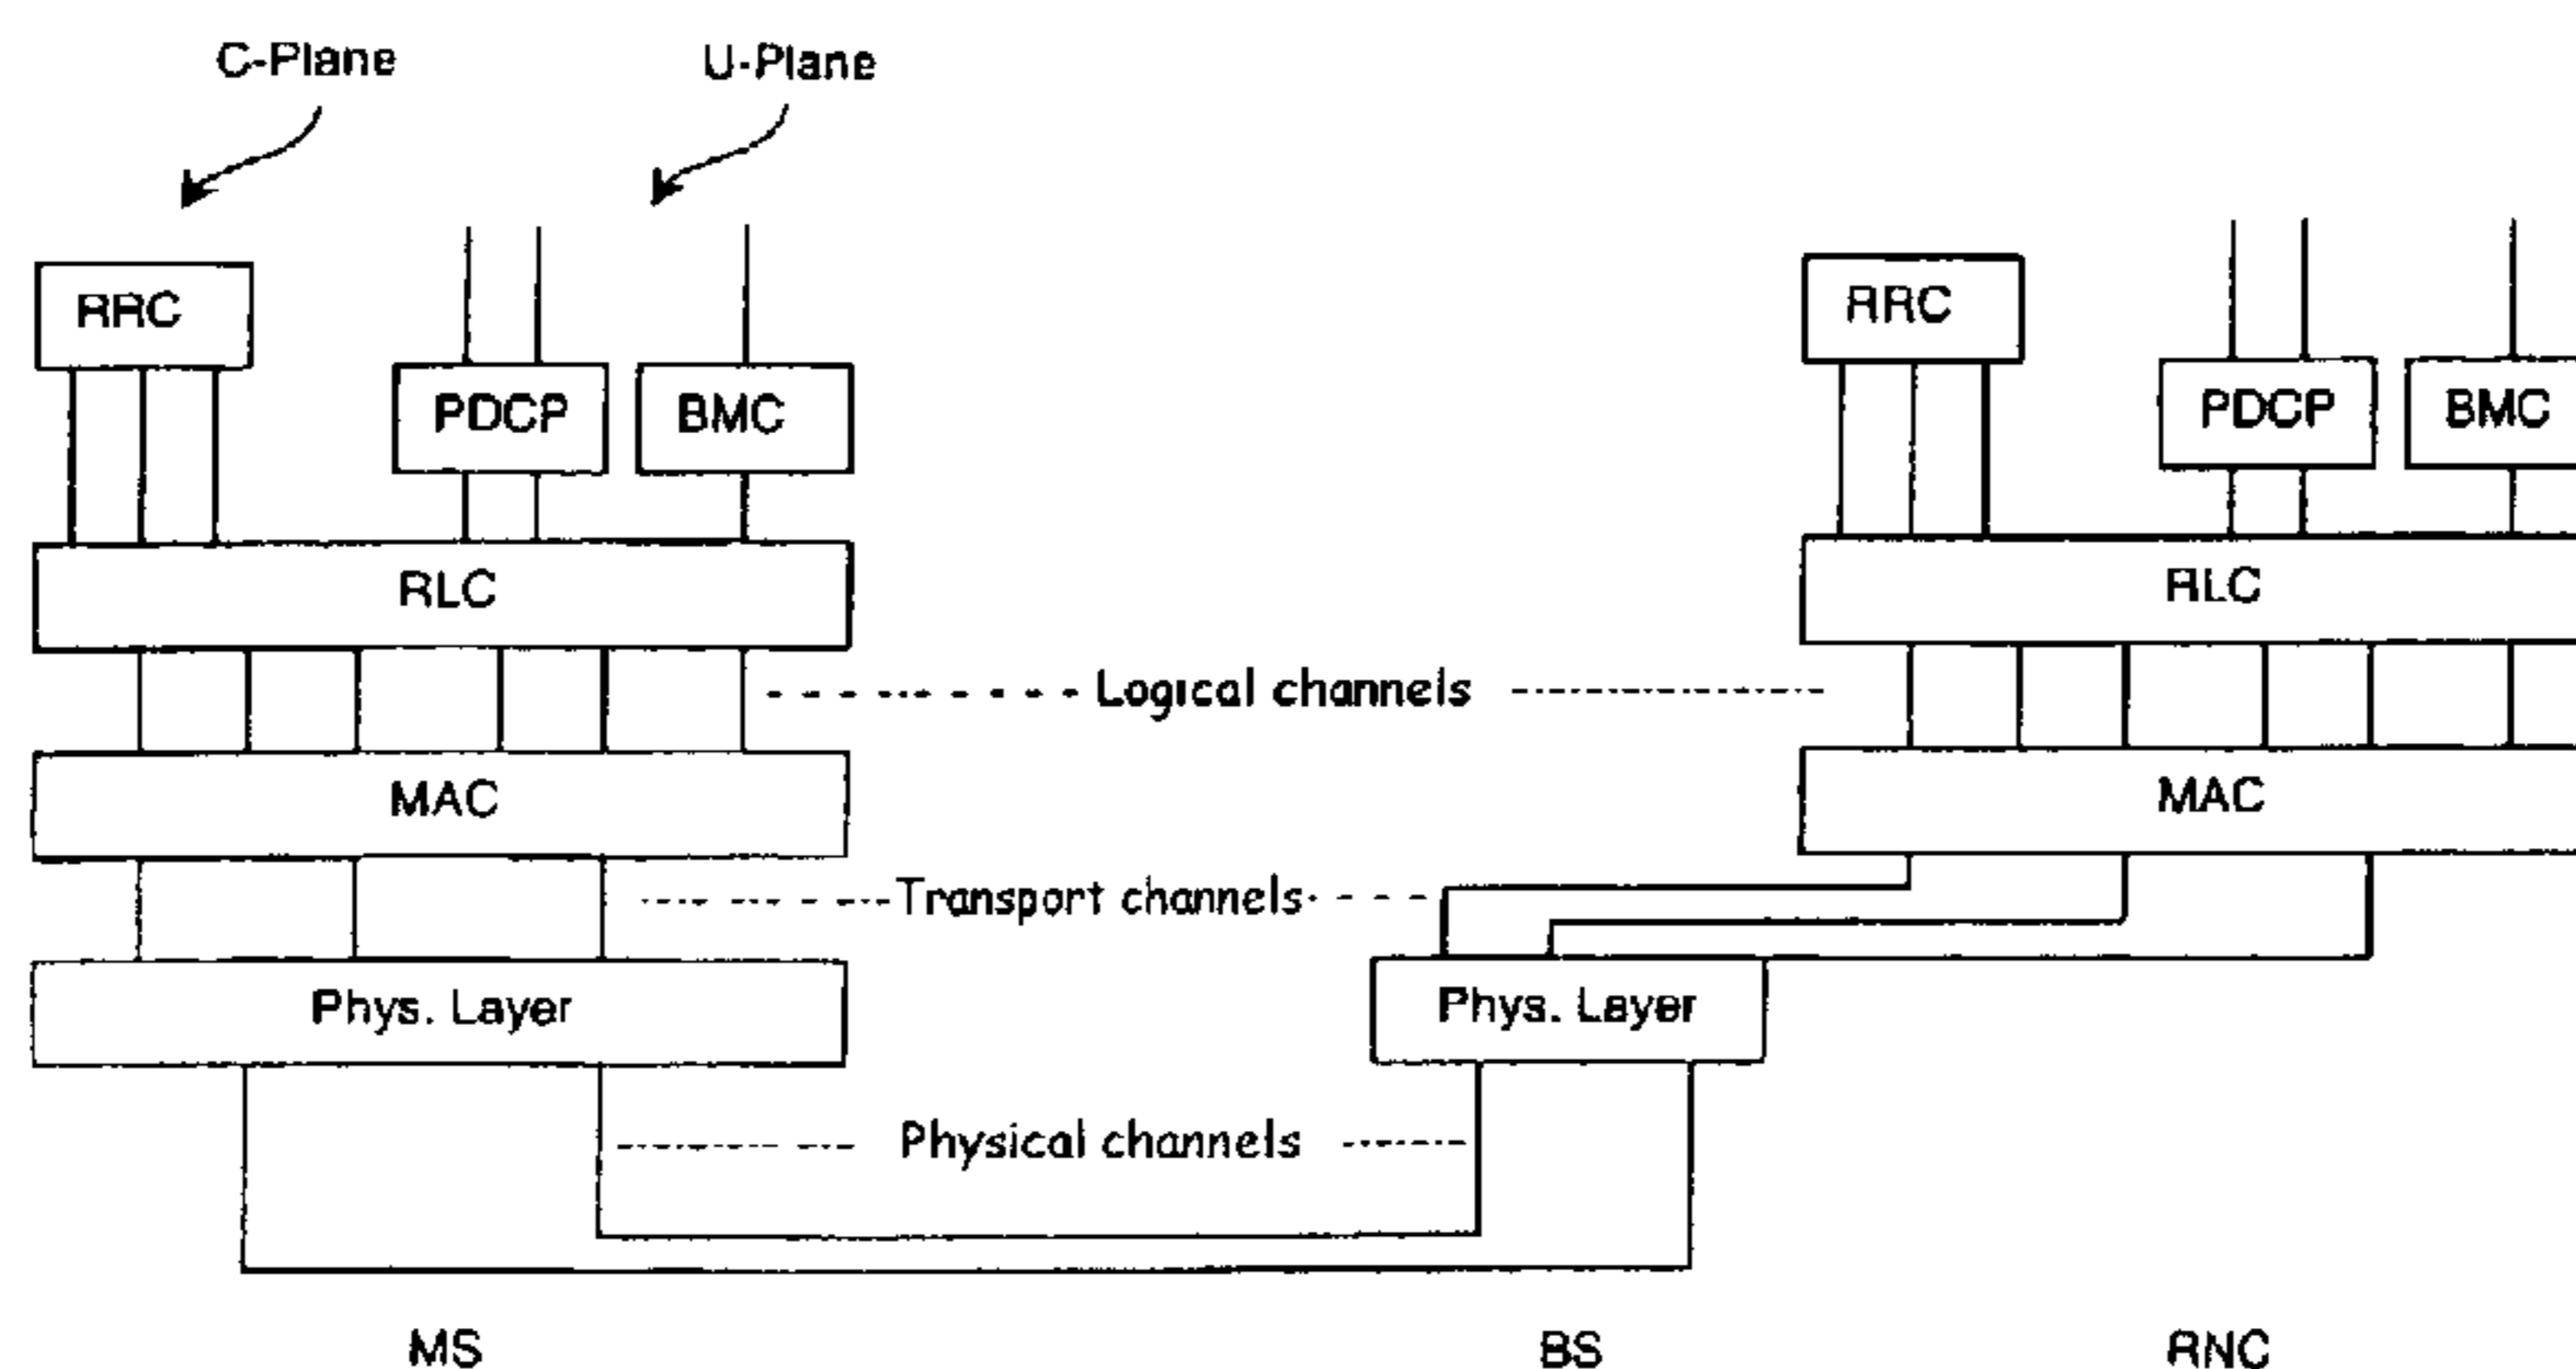 C-Plane U-Plane
RRC RRC
PDCP BMC PDCP BMC
RLC RLC
Logical channels
MAC MAC
Transport channels
Phys. Layer Phys. Layer
Physical channels
MS BS RNC